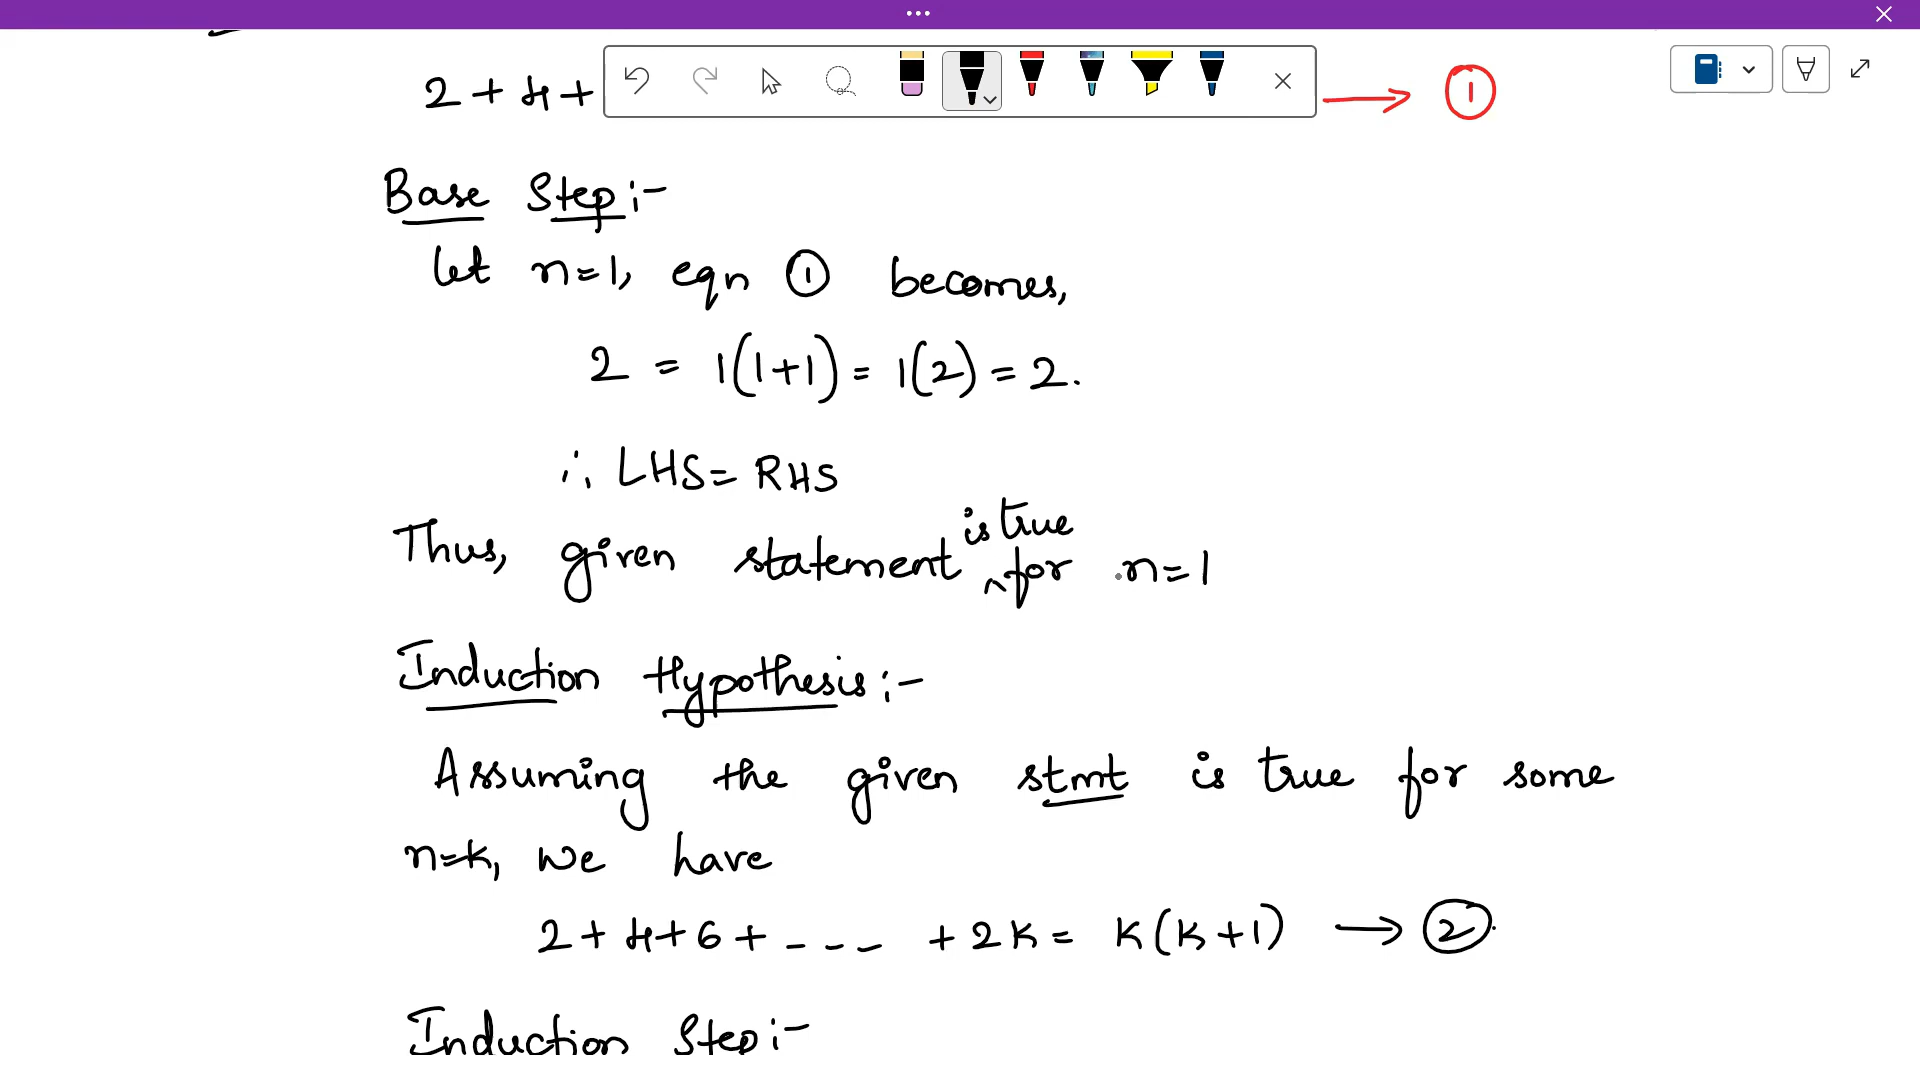 2 + 4 + → ①
Base Step :-
let n=1, eqn ① becomes,
2 = 1(1+1) = 1(2) = 2.
∴ LHS = RHS
Thus, given statement is true for n=1
Induction Hypothesis :-
Assuming the given stmt is true for some
n=k, we have
2 + 4 + 6 + - - - + 2k = k(k+1) → ②
Induction Step :-